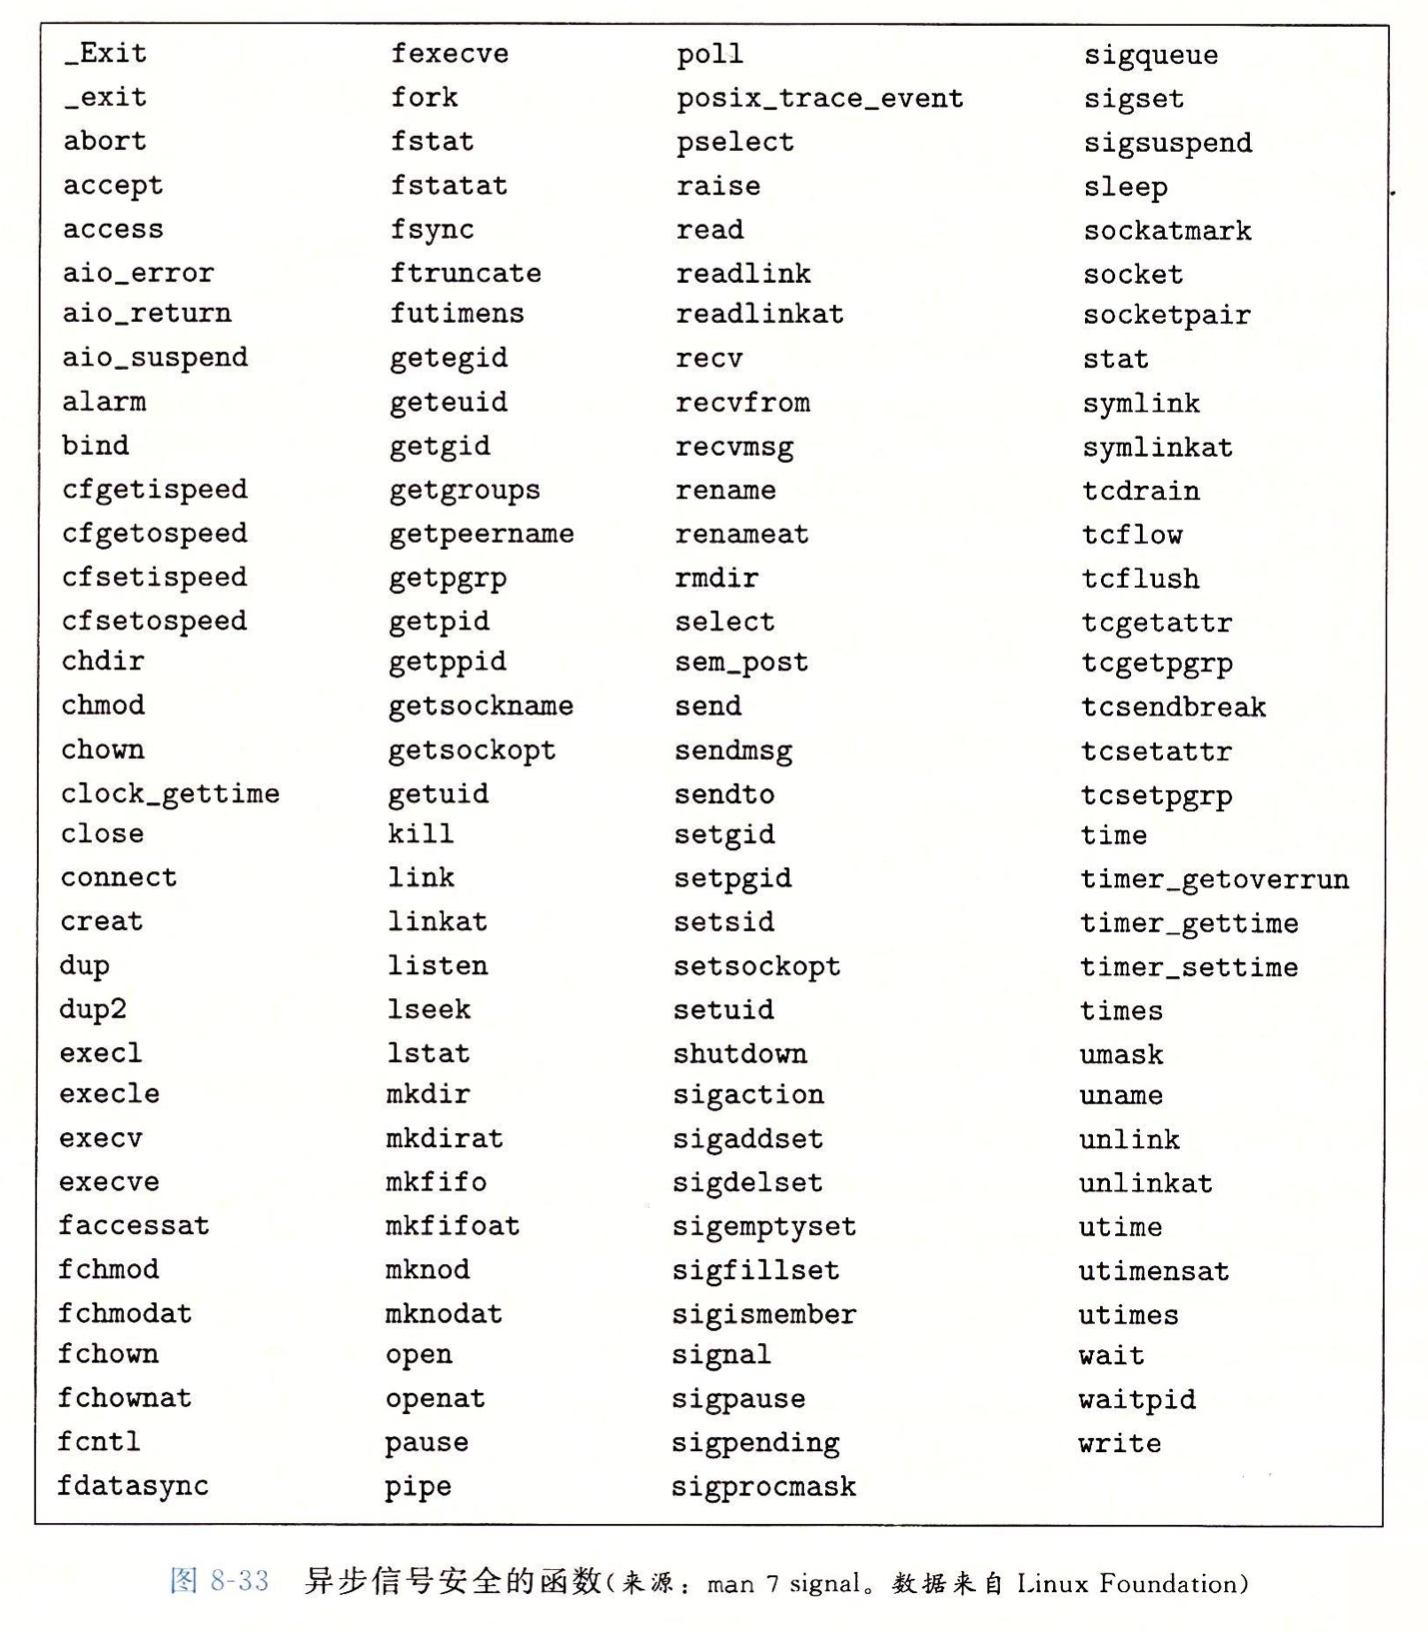 _Exit fexecve poll sigqueue
_exit fork posix_trace_event sigset
abort fstat pselect sigsuspend
accept fstatat raise sleep
access fsync read sockatmark
aio_error ftruncate readlink socket
aio_return futimens readlinkat socketpair
aio_suspend getegid recv stat
alarm geteuid recvfrom symlink
bind getgid recvmsg symlinkat
cfgetispeed getgroups rename tcdrain
cfgetospeed getpeername renameat tcflow
cfsetispeed getpgrp rmdir tcflush
cfsetospeed getpid select tcgetattr
chdir getppid sem_post tcgetpgrp
chmod getsockname send tcsendbreak
chown getsockopt sendmsg tcsetattr
clock_gettime getuid sendto tcsetpgrp
close kill setgid time
connect link setpgid timer_getoverrun
creat linkat setsid timer_gettime
dup listen setsockopt timer_settime
dup2 lseek setuid times
execl lstat shutdown umask
execle mkdir sigaction uname
execv mkdirat sigaddset unlink
execve mkfifo sigdelset unlinkat
faccessat mkfifoat sigemptyset utime
fchmod mknod sigfillset utimensat
fchmodat mknodat sigismember utimes
fchown open signal wait
fchownat openat sigpause waitpid
fcntl pause sigpending write
fdatasync pipe sigprocmask
图 8-33 异步信号安全的函数(来源：man 7 signal。数据来自 Linux Foundation)